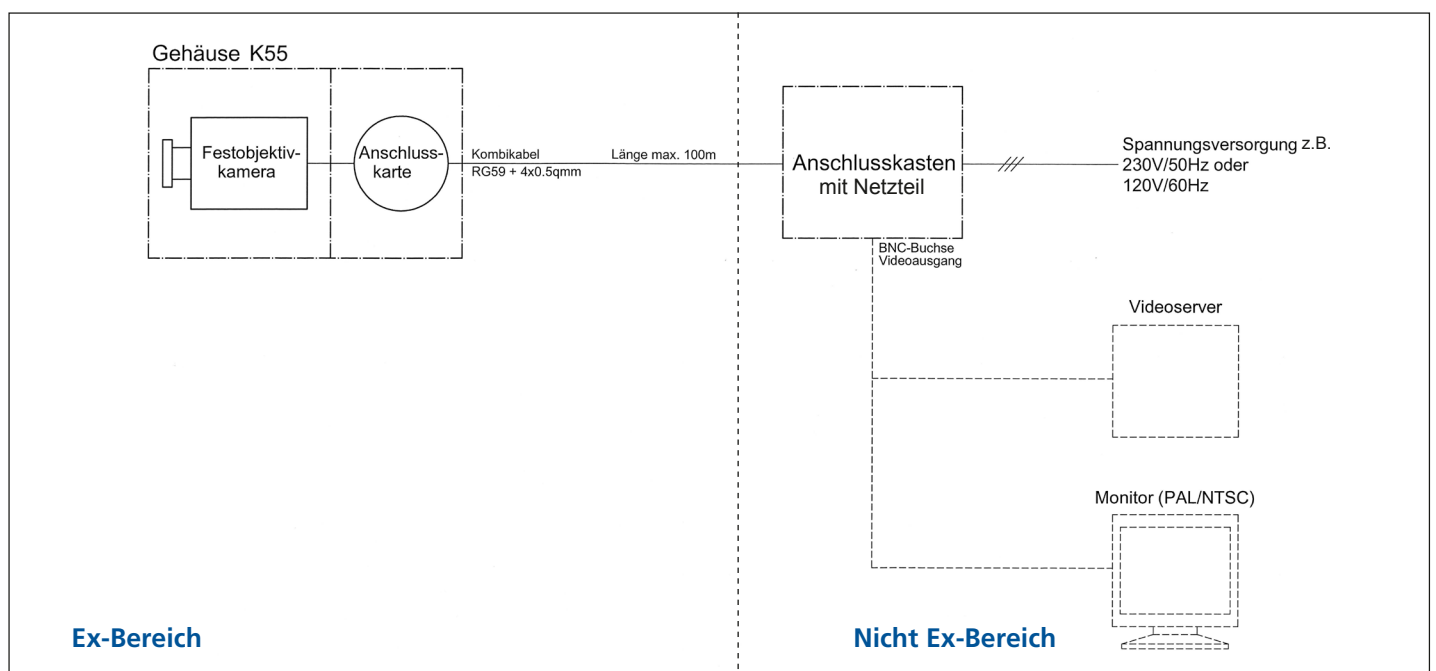 Gehäuse K55
Festobjektiv-
kamera
Anschluss-
karte
Kombikabel
RG59 + 4x0.5qmm
Länge max. 100m
Anschlusskasten
mit Netzteil
Spannungsversorgung z.B.
230V/50Hz oder
120V/60Hz
BNC-Buchse
Videoausgang
Videoserver
Monitor (PAL/NTSC)
Ex-Bereich
Nicht Ex-Bereich